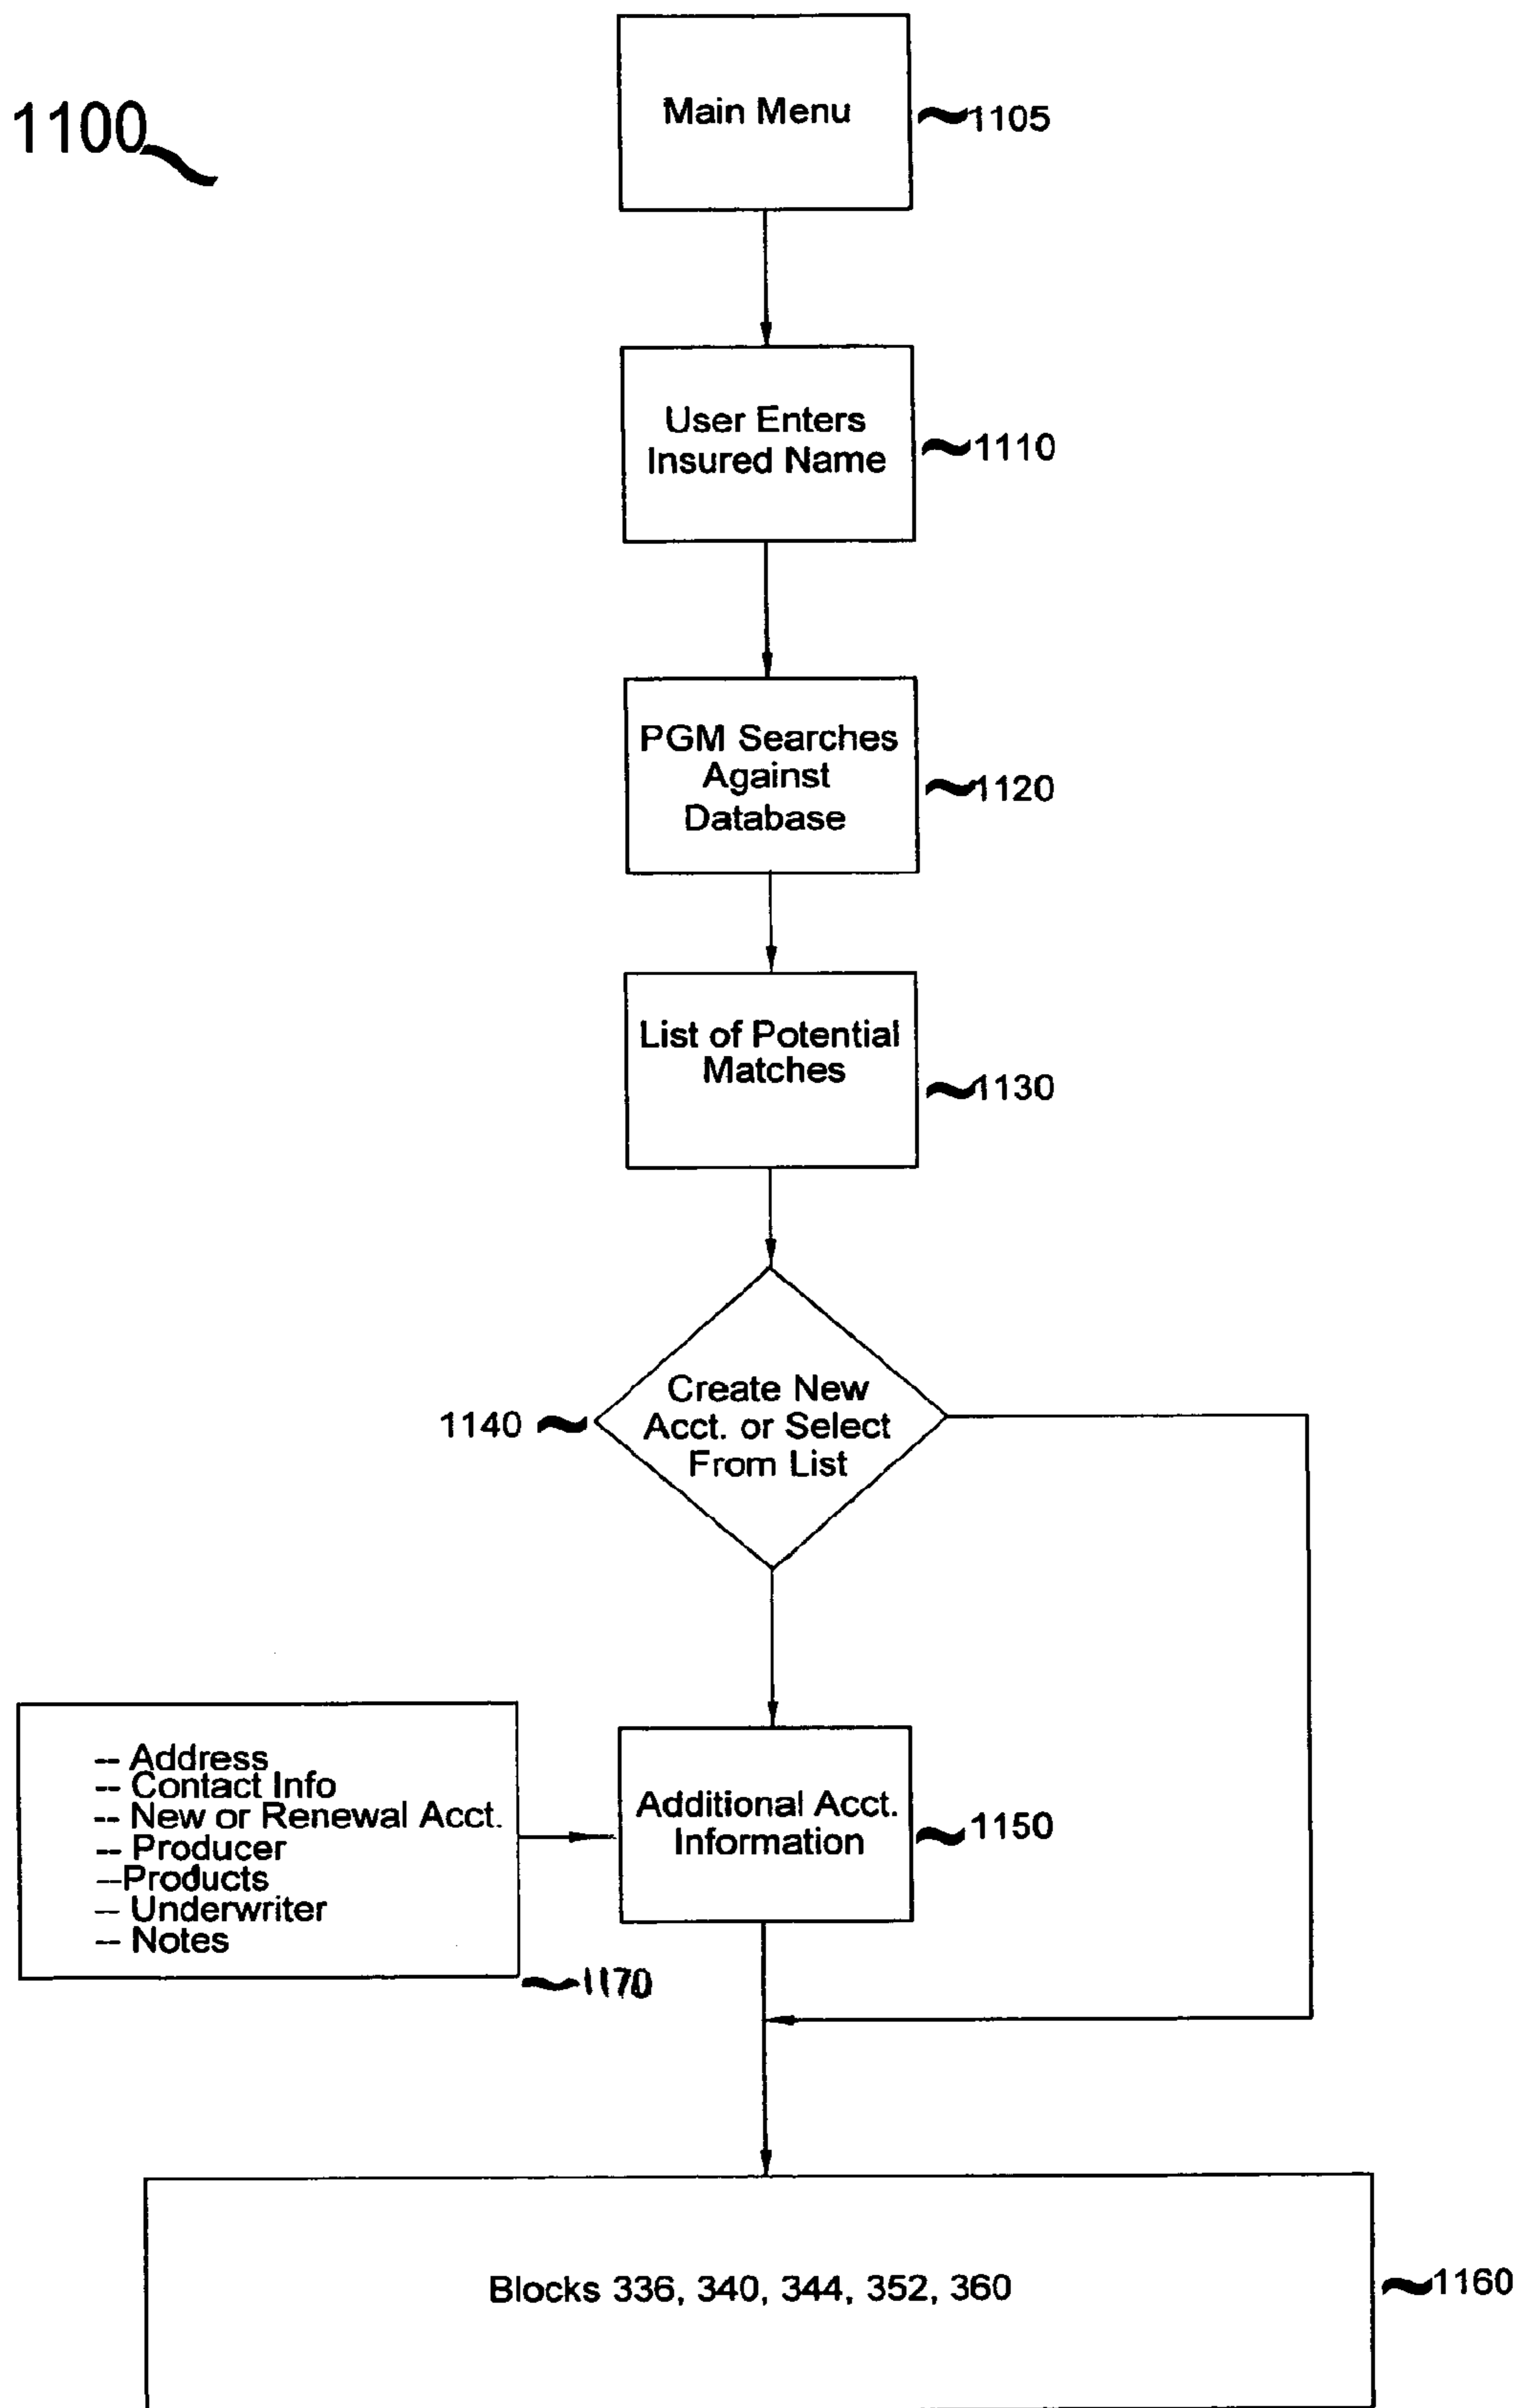 1100
Main Menu
1105
User Enters
Insured Name
1110
PGM Searches
Against
Database
1120
List of Potential
Matches
1130
Create New
Acct. or Select
From List
1140
-- Address
-- Contact Info
-- New or Renewal Acct.
-- Producer
--Products
-- Underwriter
-- Notes
1170
Additional Acct.
Information
1150
Blocks 336, 340, 344, 352, 360
1160